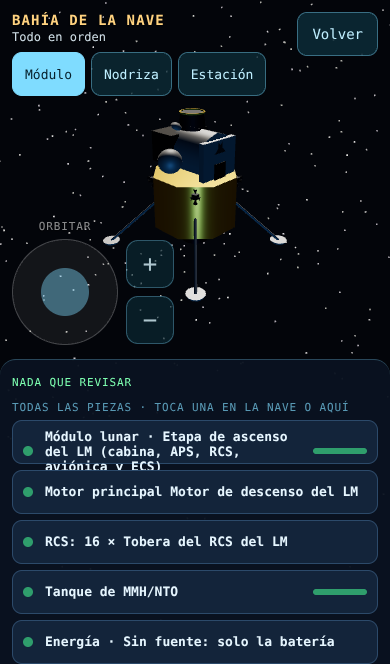 BAHÍA DE LA NAVE
Todo en orden
Volver
Módulo
Nodriza
Estación
ORBITAR
+
−
NADA QUE REVISAR
TODAS LAS PIEZAS · TOCA UNA EN LA NAVE O AQUÍ
Módulo lunar · Etapa de ascenso
del LM (cabina, APS, RCS,
aviónica y ECS)
Motor principal Motor de descenso del LM
RCS: 16 × Tobera del RCS del LM
Tanque de MMH/NTO
Energía · Sin fuente: solo la batería